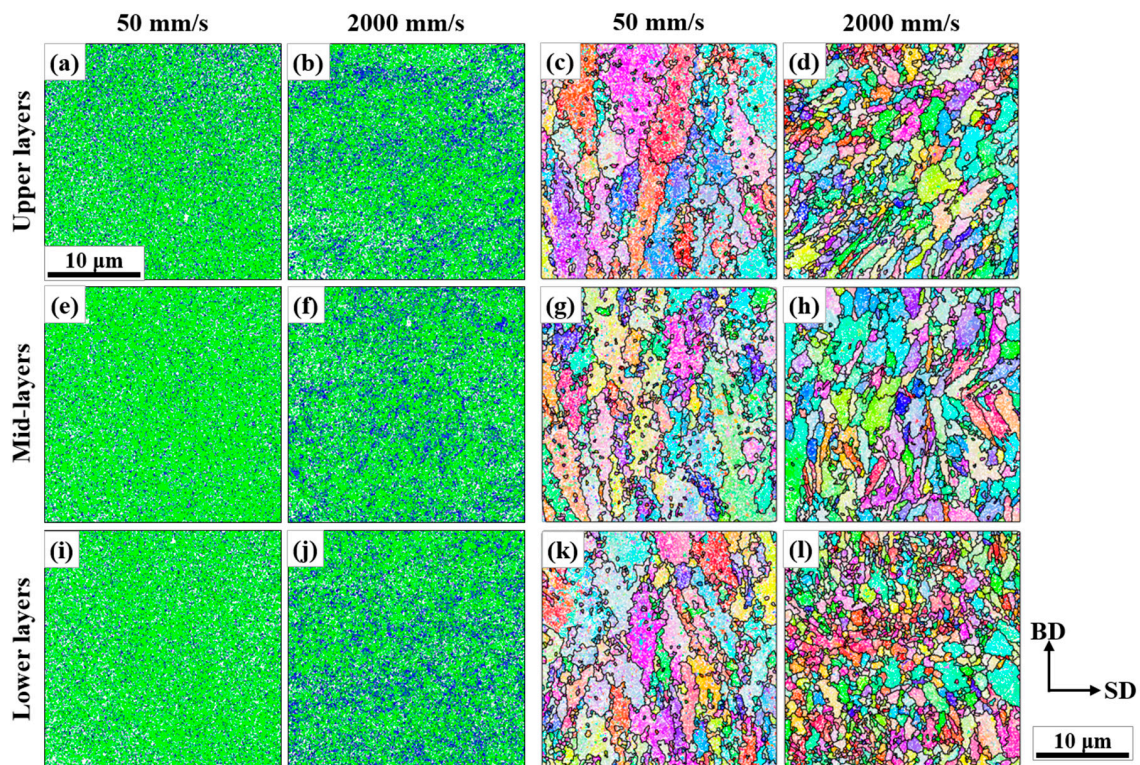 50 mm/s 2000 mm/s 50 mm/s 2000 mm/s
Upper layers
(a) (b) (c) (d)
10 μm
Mid-layers
(e) (f) (g) (h)
Lower layers
(i) (j) (k) (l)
BD
SD
10 μm